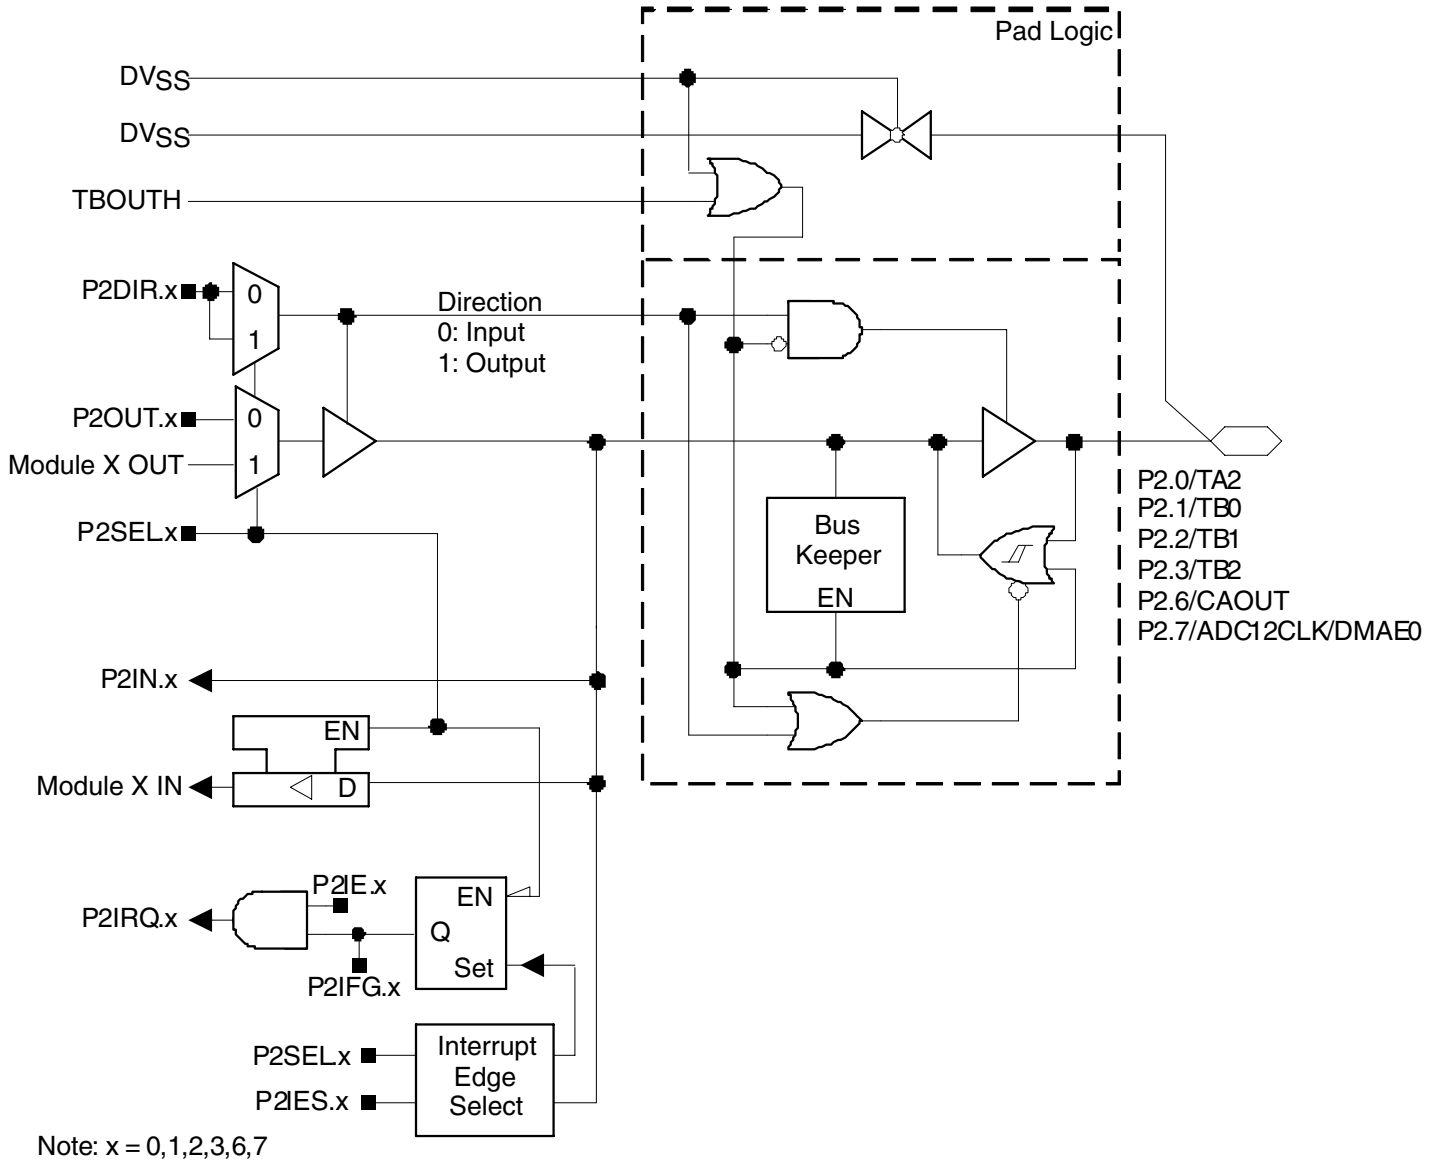 Pad Logic
DVSS
DVSS
TBOUTH
P2DIR.x
0
1
Direction
0: Input
1: Output
P2OUT.x
0
Module X OUT
1
P2SEL.x
Bus
Keeper
EN
P2.0/TA2
P2.1/TB0
P2.2/TB1
P2.3/TB2
P2.6/CAOUT
P2.7/ADC12CLK/DMAE0
P2IN.x
EN
Module X IN
D
P2IE.x
EN
P2IRQ.x
Q
Set
P2IFG.x
P2SEL.x
P2IES.x
Interrupt
Edge
Select
Note: x = 0,1,2,3,6,7